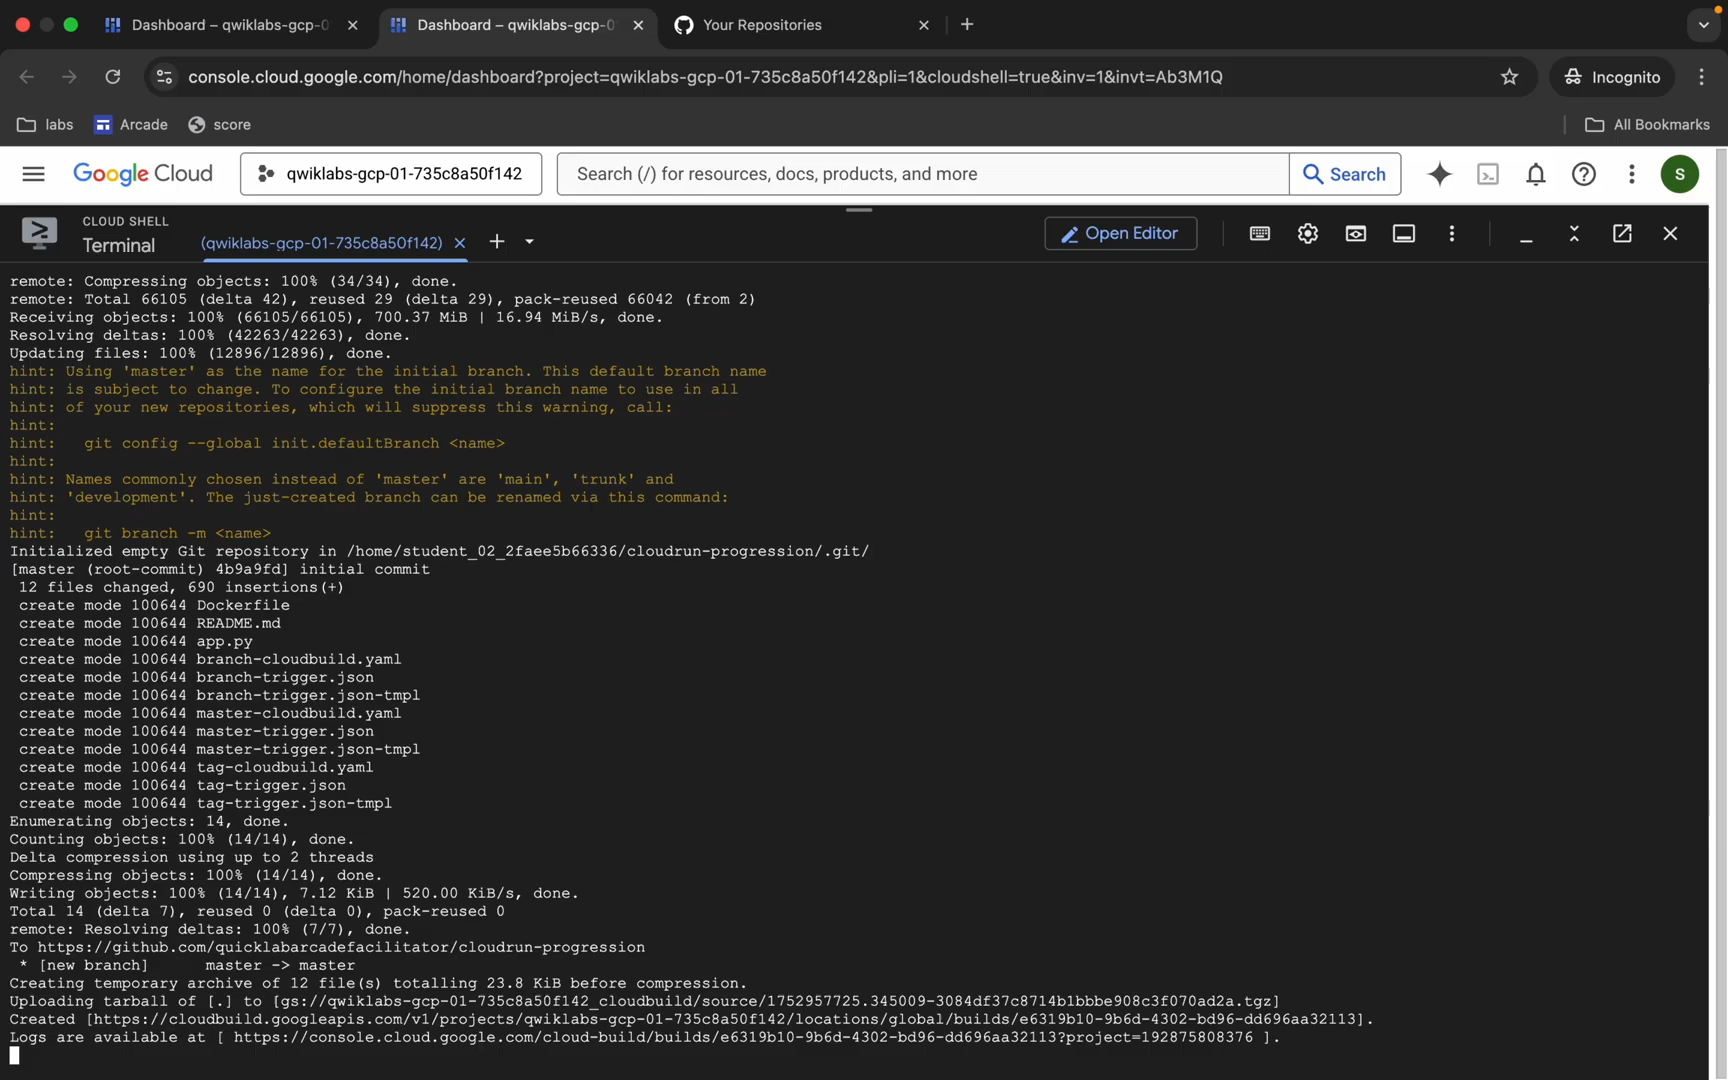 Dashboard – qwiklabs-gcp-0
Dashboard – qwiklabs-gcp-0
Your Repositories
console.cloud.google.com/home/dashboard?project=qwiklabs-gcp-01-735c8a50f142&pli=1&cloudshell=true&inv=1&invt=Ab3M1Q
Incognito
labs
Arcade
score
All Bookmarks
Google Cloud
qwiklabs-gcp-01-735c8a50f142
Search (/) for resources, docs, products, and more
Search
S
CLOUD SHELL
Terminal
(qwiklabs-gcp-01-735c8a50f142)
Open Editor
remote: Compressing objects: 100% (34/34), done.
remote: Total 66105 (delta 42), reused 29 (delta 29), pack-reused 66042 (from 2)
Receiving objects: 100% (66105/66105), 700.37 MiB | 16.94 MiB/s, done.
Resolving deltas: 100% (42263/42263), done.
Updating files: 100% (12896/12896), done.
hint: Using 'master' as the name for the initial branch. This default branch name
hint: is subject to change. To configure the initial branch name to use in all
hint: of your new repositories, which will suppress this warning, call:
hint:
hint:   git config --global init.defaultBranch <name>
hint:
hint: Names commonly chosen instead of 'master' are 'main', 'trunk' and
hint: 'development'. The just-created branch can be renamed via this command:
hint:
hint:   git branch -m <name>
Initialized empty Git repository in /home/student_02_2faee5b66336/cloudrun-progression/.git/
[master (root-commit) 4b9a9fd] initial commit
 12 files changed, 690 insertions(+)
 create mode 100644 Dockerfile
 create mode 100644 README.md
 create mode 100644 app.py
 create mode 100644 branch-cloudbuild.yaml
 create mode 100644 branch-trigger.json
 create mode 100644 branch-trigger.json-tmpl
 create mode 100644 master-cloudbuild.yaml
 create mode 100644 master-trigger.json
 create mode 100644 master-trigger.json-tmpl
 create mode 100644 tag-cloudbuild.yaml
 create mode 100644 tag-trigger.json
 create mode 100644 tag-trigger.json-tmpl
Enumerating objects: 14, done.
Counting objects: 100% (14/14), done.
Delta compression using up to 2 threads
Compressing objects: 100% (14/14), done.
Writing objects: 100% (14/14), 7.12 KiB | 520.00 KiB/s, done.
Total 14 (delta 7), reused 0 (delta 0), pack-reused 0
remote: Resolving deltas: 100% (7/7), done.
To https://github.com/quicklabarcadefacilitator/cloudrun-progression
 * [new branch]      master -> master
Creating temporary archive of 12 file(s) totalling 23.8 KiB before compression.
Uploading tarball of [.] to [gs://qwiklabs-gcp-01-735c8a50f142_cloudbuild/source/1752957725.345009-3084df37c8714b1bbbe908c3f070ad2a.tgz]
Created [https://cloudbuild.googleapis.com/v1/projects/qwiklabs-gcp-01-735c8a50f142/locations/global/builds/e6319b10-9b6d-4302-bd96-dd696aa32113].
Logs are available at [ https://console.cloud.google.com/cloud-build/builds/e6319b10-9b6d-4302-bd96-dd696aa32113?project=192875808376 ].